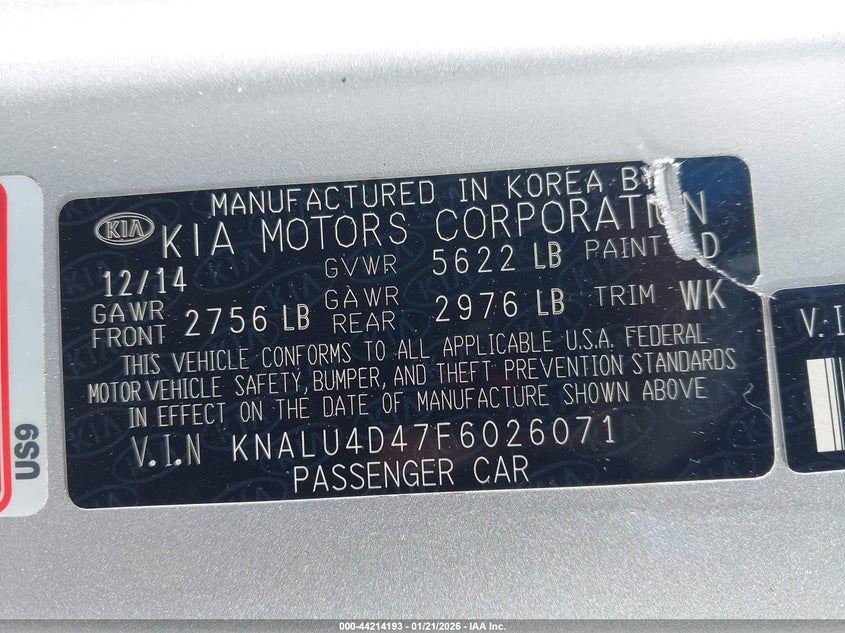 MANUFACTURED IN KOREA BY
KIA
KIA MOTORS CORPORATION
12/14 GVWR 5622 LB PAINT D
GAWR FRONT 2756 LB GAWR REAR 2976 LB TRIM WK
THIS VEHICLE CONFORMS TO ALL APPLICABLE U.S.A. FEDERAL
MOTOR VEHICLE SAFETY, BUMPER, AND THEFT PREVENTION STANDARDS
IN EFFECT ON THE DATE OF MANUFACTURE SHOWN ABOVE
V.I.N KNALU4D47F6026071
PASSENGER CAR
US9
V.I.
000-44214193 - 01/21/2026 - IAA Inc.